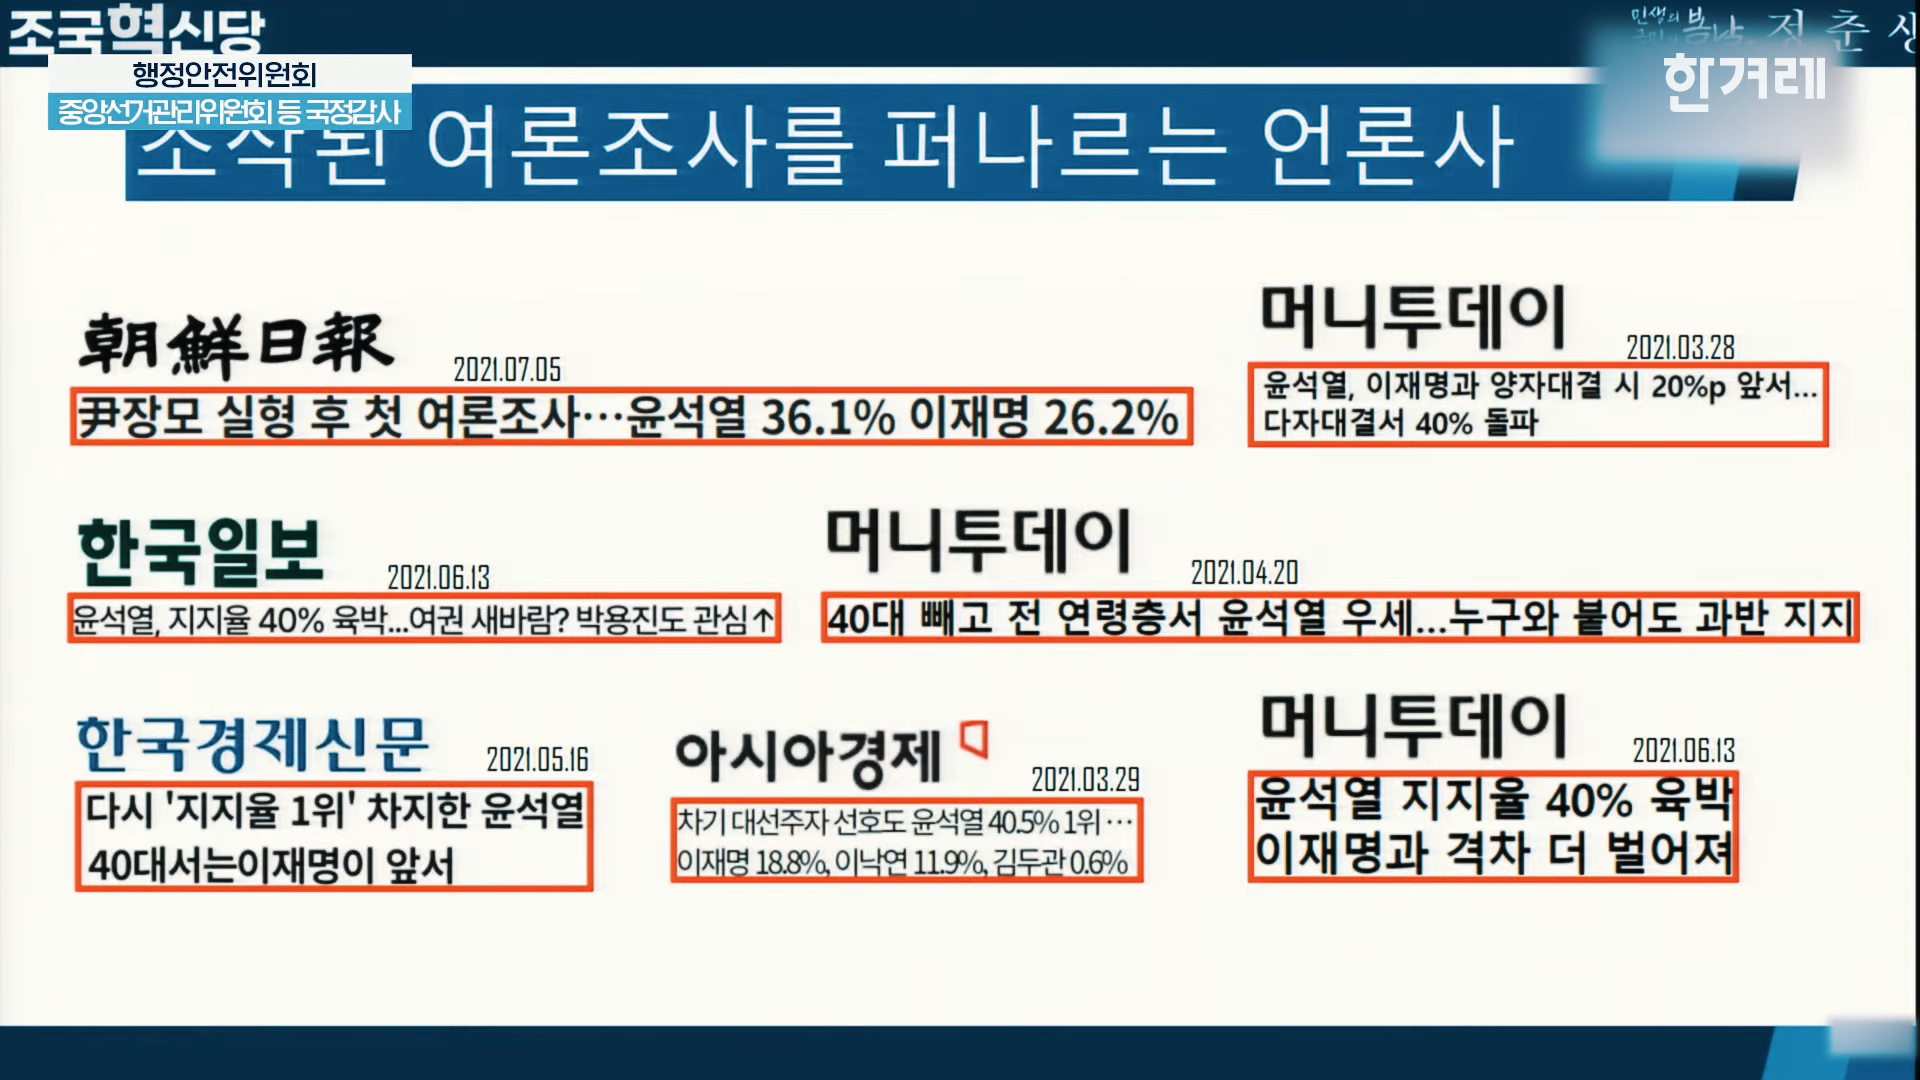 조국혁신당
행정안전위원회
중앙선거관리위원회 등 국정감사
한겨레
조작된 여론조사를 퍼나르는 언론사
朝鮮日報
2021.07.05
尹장모 실형 후 첫 여론조사…윤석열 36.1% 이재명 26.2%
머니투데이
2021.03.28
윤석열, 이재명과 양자대결 시 20%p 앞서...
다자대결서 40% 돌파
한국일보
2021.06.13
윤석열, 지지율 40% 육박...여권 새바람? 박용진도 관심↑
머니투데이
2021.04.20
40대 빼고 전 연령층서 윤석열 우세...누구와 붙어도 과반 지지
한국경제신문
2021.05.16
다시 '지지율 1위' 차지한 윤석열
40대서는이재명이 앞서
아시아경제
2021.03.29
차기 대선주자 선호도 윤석열 40.5% 1위…
이재명 18.8%, 이낙연 11.9%, 김두관 0.6%
머니투데이
2021.06.13
윤석열 지지율 40% 육박
이재명과 격차 더 벌어져